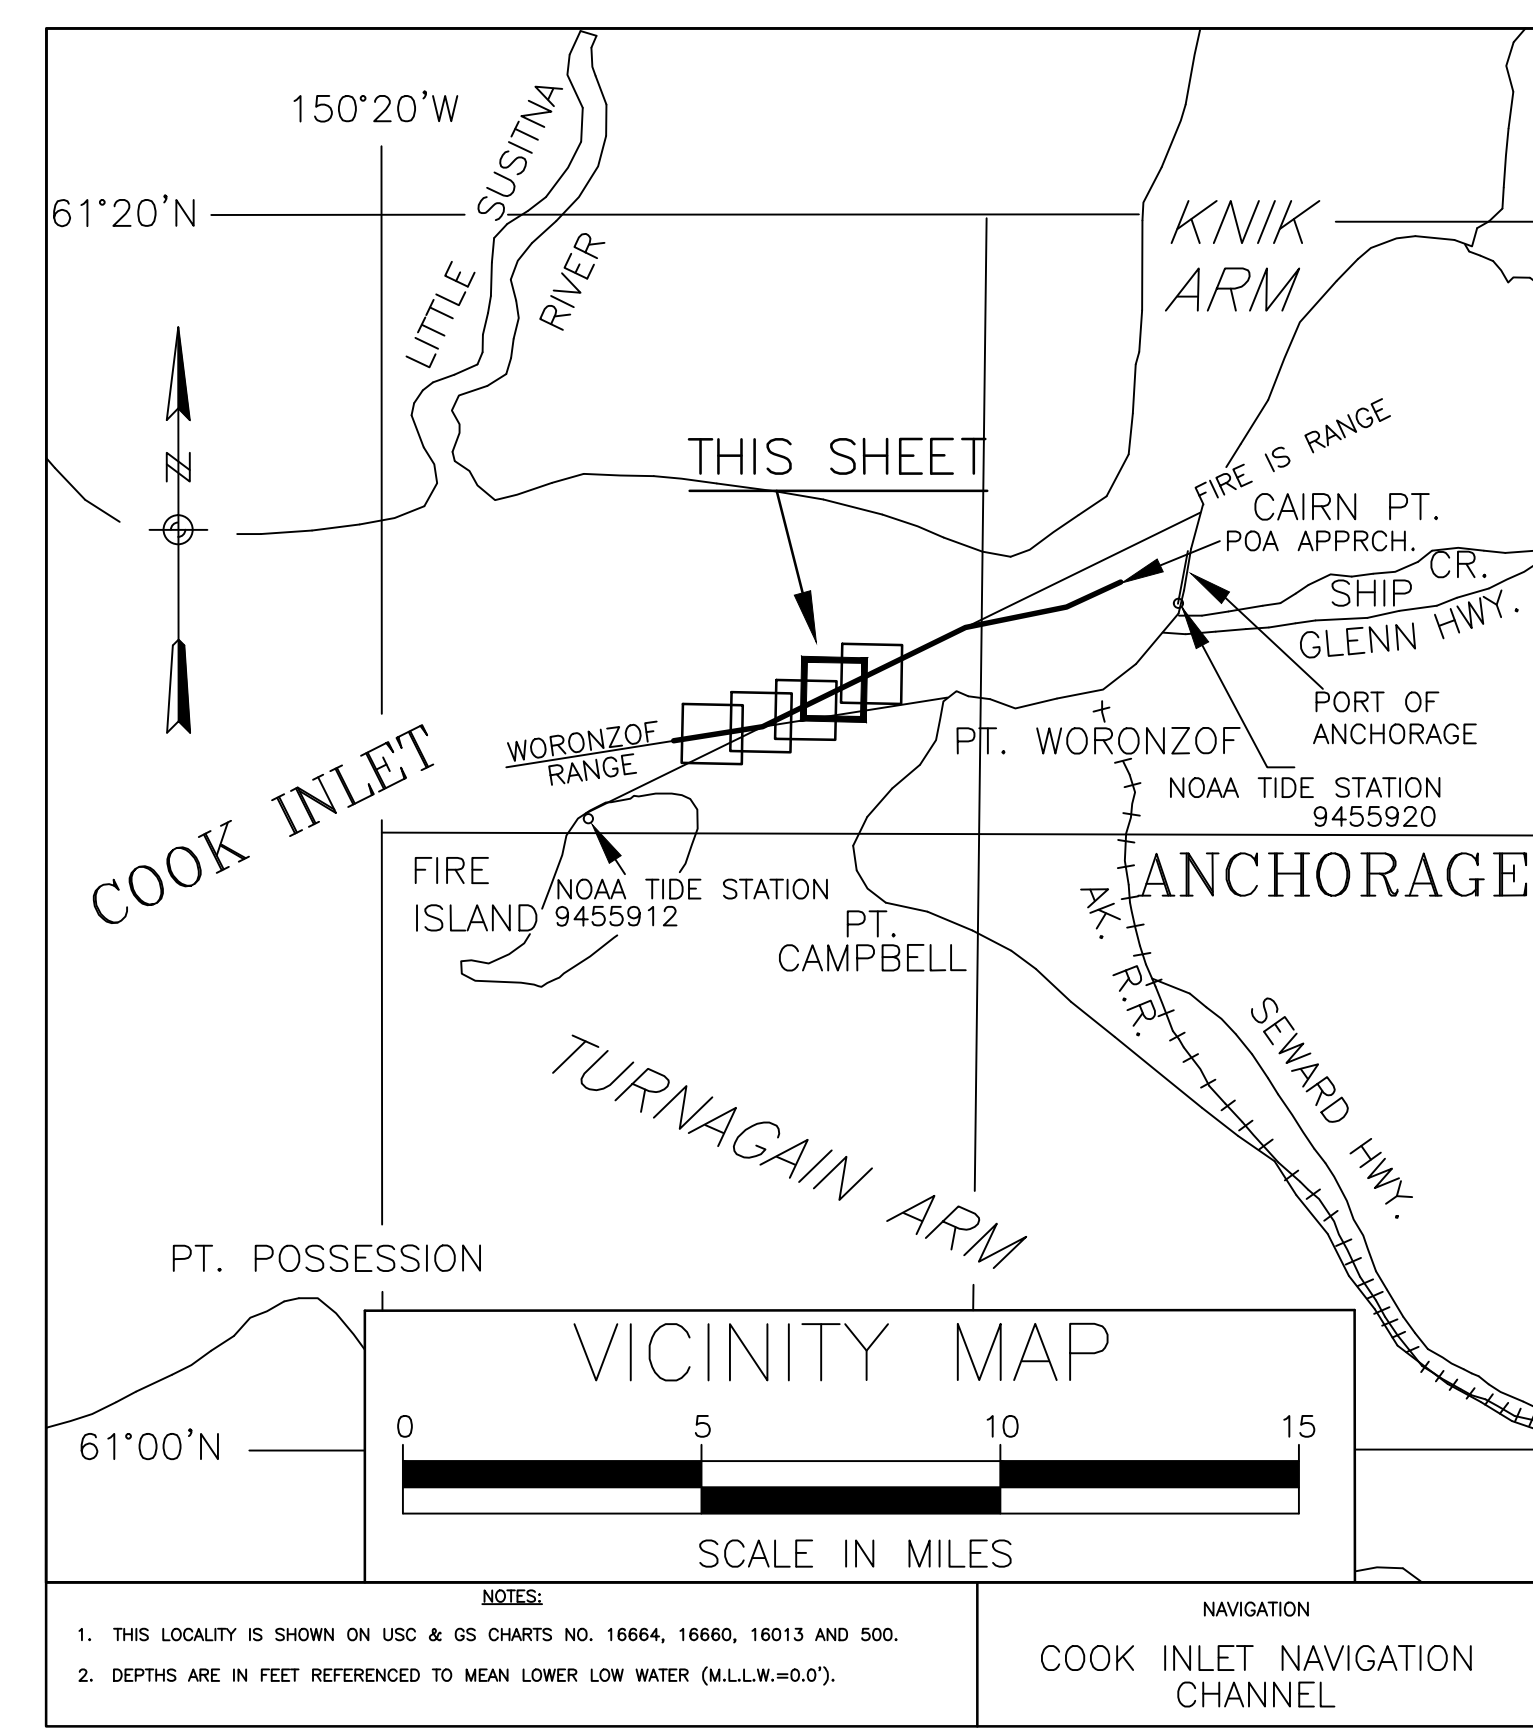 150°20'W
61°20'N
LITTLE SUSITNA
RIVER
KNIK
ARM
N
THIS SHEET
FIRE IS RANGE
CAIRN PT.
POA APPRCH.
SHIP CR.
GLENN HWY.
PORT OF
ANCHORAGE
PT. WORONZOF
WORONZOF
RANGE
NOAA TIDE STATION
9455920
COOK INLET
ANCHORAGE
FIRE
ISLAND
NOAA TIDE STATION
9455912
PT.
CAMPBELL
AK. R.R.
SEWARD HWY.
TURNAGAIN ARM
PT. POSSESSION
VICINITY MAP
0 5 10 15
61°00'N
SCALE IN MILES
NOTES:
1. THIS LOCALITY IS SHOWN ON USC & GS CHARTS NO. 16664, 16660, 16013 AND 500.
2. DEPTHS ARE IN FEET REFERENCED TO MEAN LOWER LOW WATER (M.L.L.W.=0.0').
NAVIGATION
COOK INLET NAVIGATION
CHANNEL